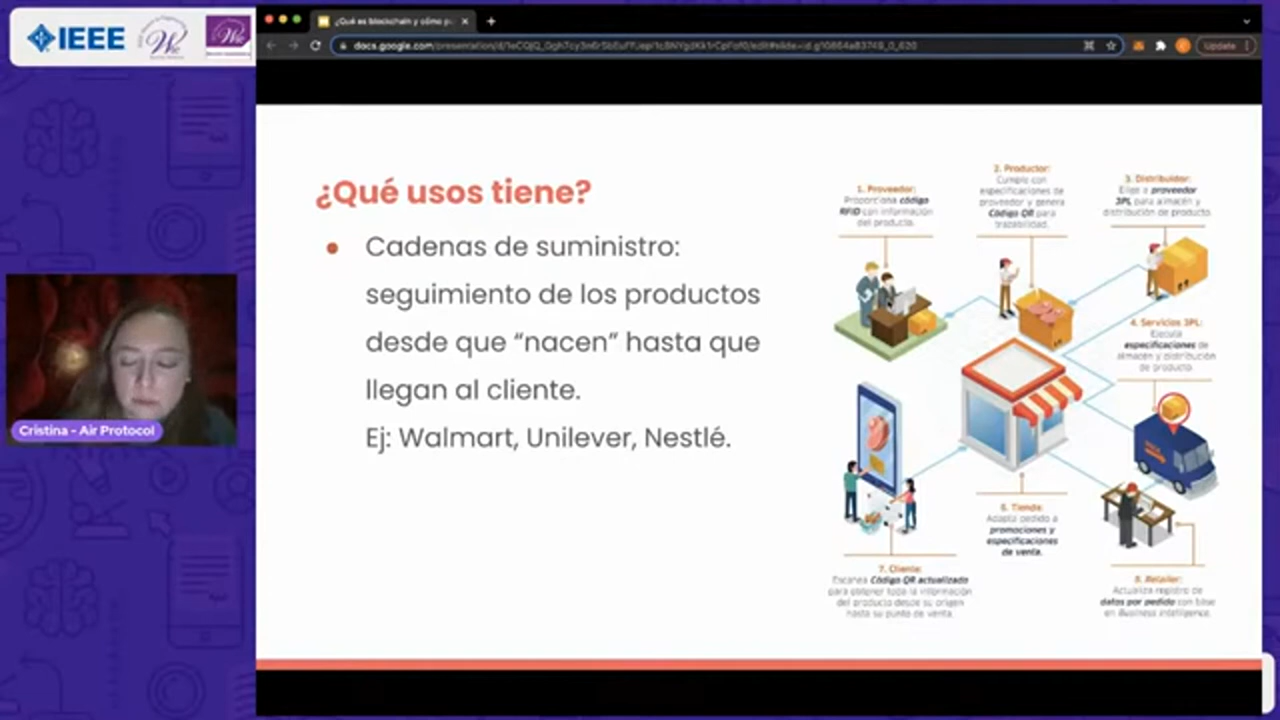 IEEE
Wie
Wie
¿Qué es blockchain y cómo p
Update
¿Qué usos tiene?
Cadenas de suministro:
seguimiento de los productos
desde que “nacen” hasta que
llegan al cliente.
Ej: Walmart, Unilever, Nestlé.
1. Proveedor:
Proporciona código
RFID con información
del producto.
2. Productor:
Cumple con
especificaciones de
proveedor y genera
Código QR para
trazabilidad.
3. Distribuidor:
Elige a proveedor
3PL para almacén y
distribución de producto.
4. Servicios 3PL:
Ejecuta
especificaciones de
almacén y distribución
de producto.
5. Retailer:
Actualiza registro de
datos por pedido con base
en Business Intelligence.
6. Tienda:
Adapta pedido a
promociones y
especificaciones
de venta.
7. Cliente:
Escanea Código QR actualizado
para obtener toda la información
del producto desde su origen
hasta su punto de venta.
Cristina - Air Protocol